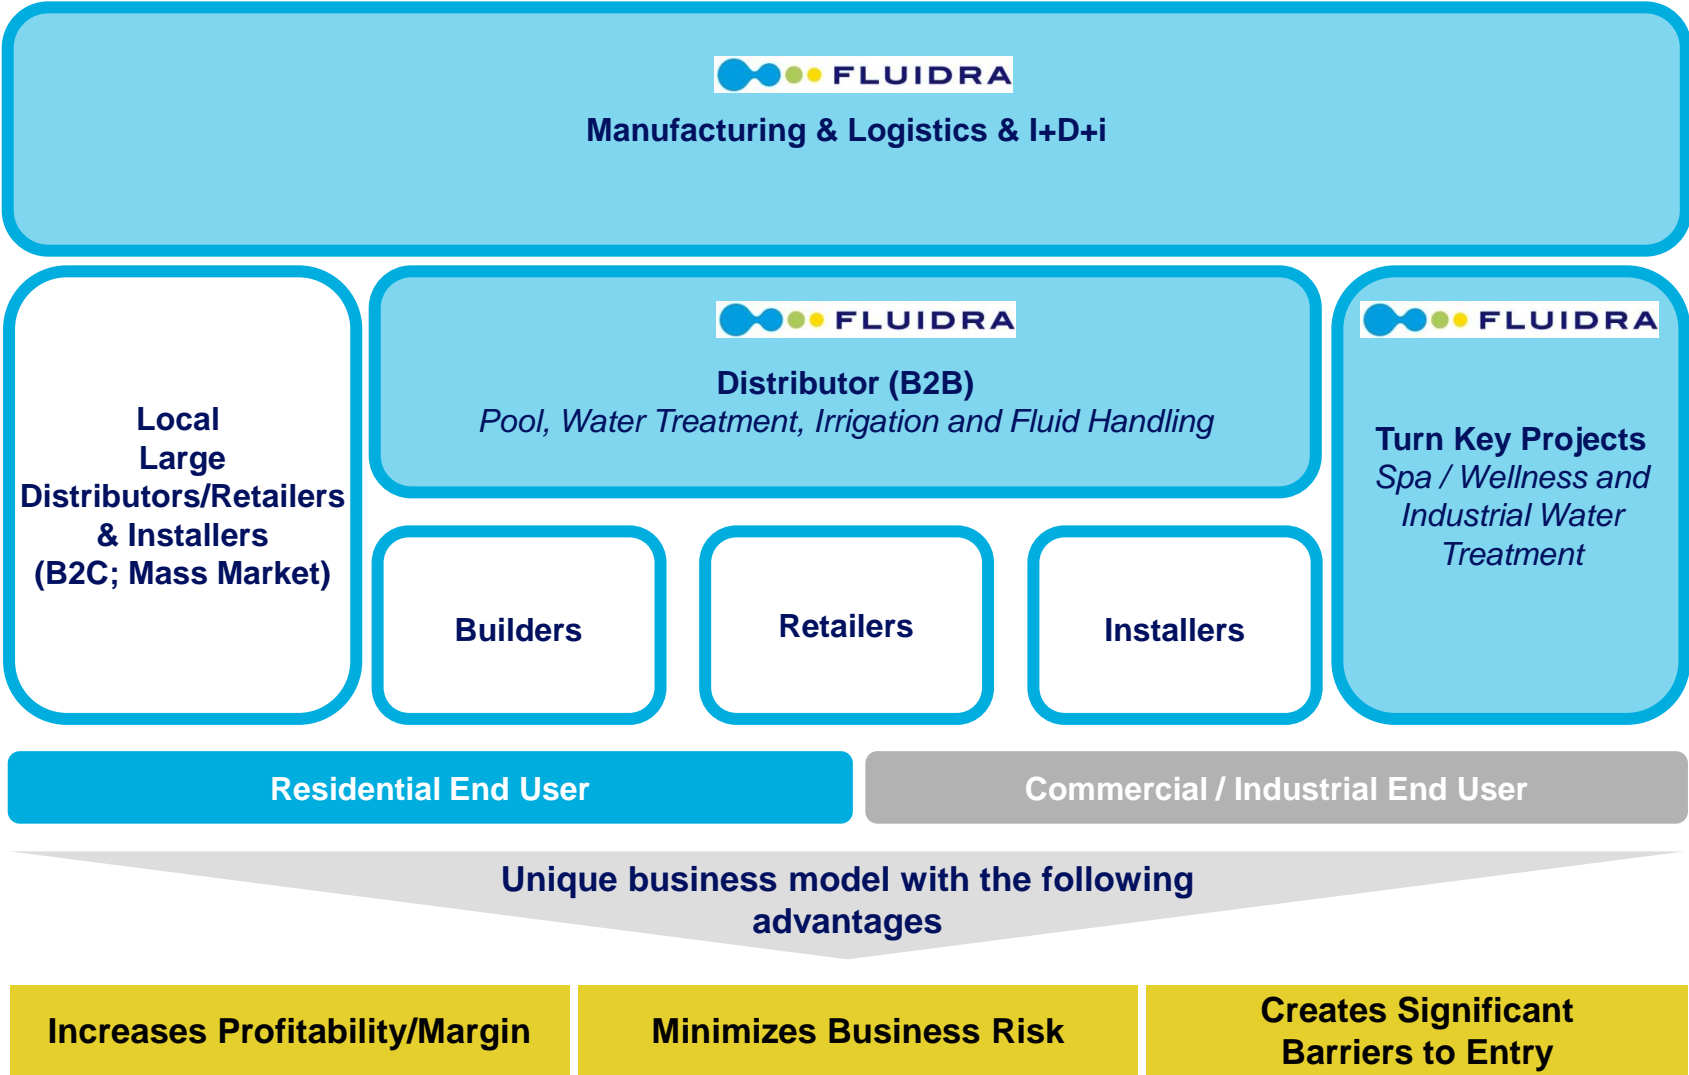 FLUIDRA
Manufacturing & Logistics & I+D+i
Local
Large
Distributors/Retailers
& Installers
(B2C; Mass Market)
FLUIDRA
Distributor (B2B)
Pool, Water Treatment, Irrigation and Fluid Handling
Builders
Retailers
Installers
FLUIDRA
Turn Key Projects
Spa / Wellness and
Industrial Water
Treatment
Residential End User
Commercial / Industrial End User
Unique business model with the following
advantages
Increases Profitability/Margin
Minimizes Business Risk
Creates Significant
Barriers to Entry